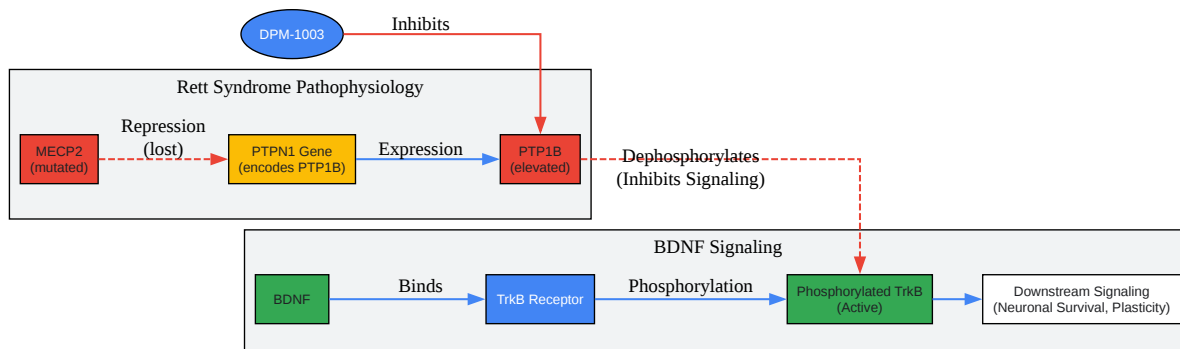 DPM-1003
Inhibits
Rett Syndrome Pathophysiology
MECP2
(mutated)
Repression
(lost)
PTPN1 Gene
(encodes PTP1B)
Expression
PTP1B
(elevated)
Dephosphorylates
(Inhibits Signaling)
BDNF Signaling
BDNF
Binds
TrkB Receptor
Phosphorylation
Phosphorylated TrkB
(Active)
Downstream Signaling
(Neuronal Survival, Plasticity)